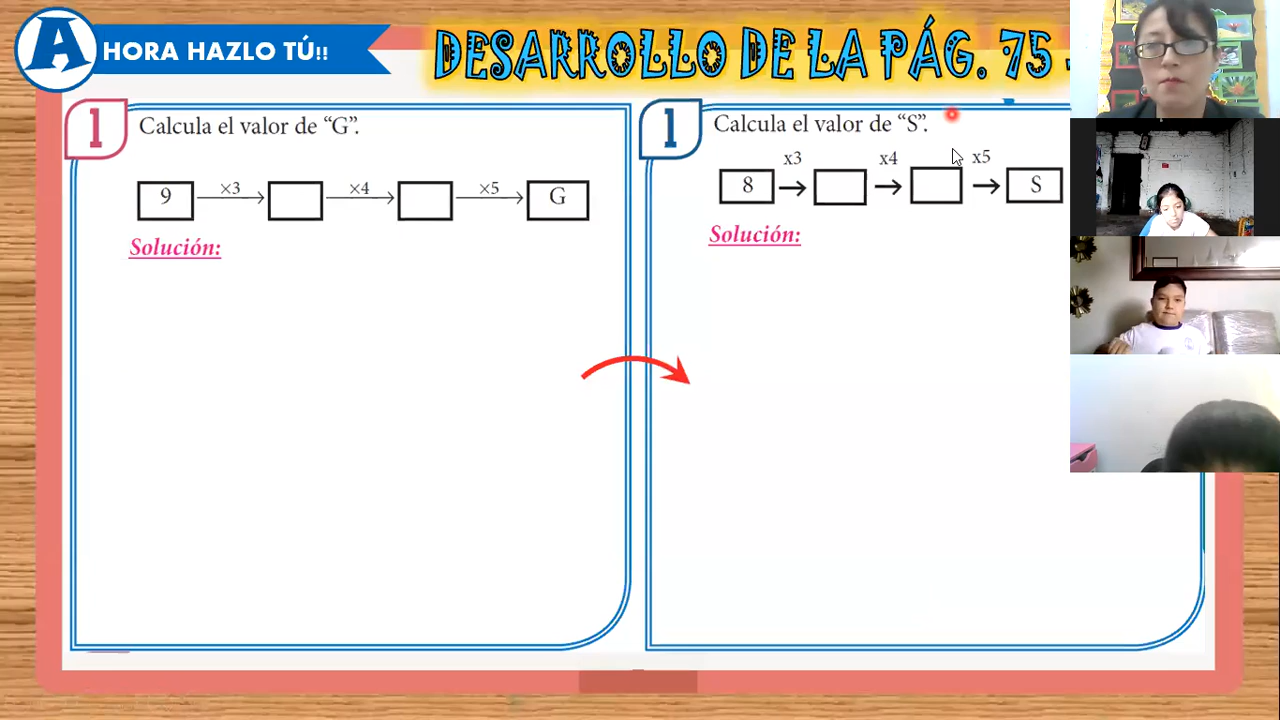 AHORA HAZLO TÚ!!
DESARROLLO DE LA PÁG. 75
1
Calcula el valor de “G”.
9 ×3 ×4 ×5 G
Solución:
1
Calcula el valor de “S”.
x3 x4 x5
8 S
Solución: